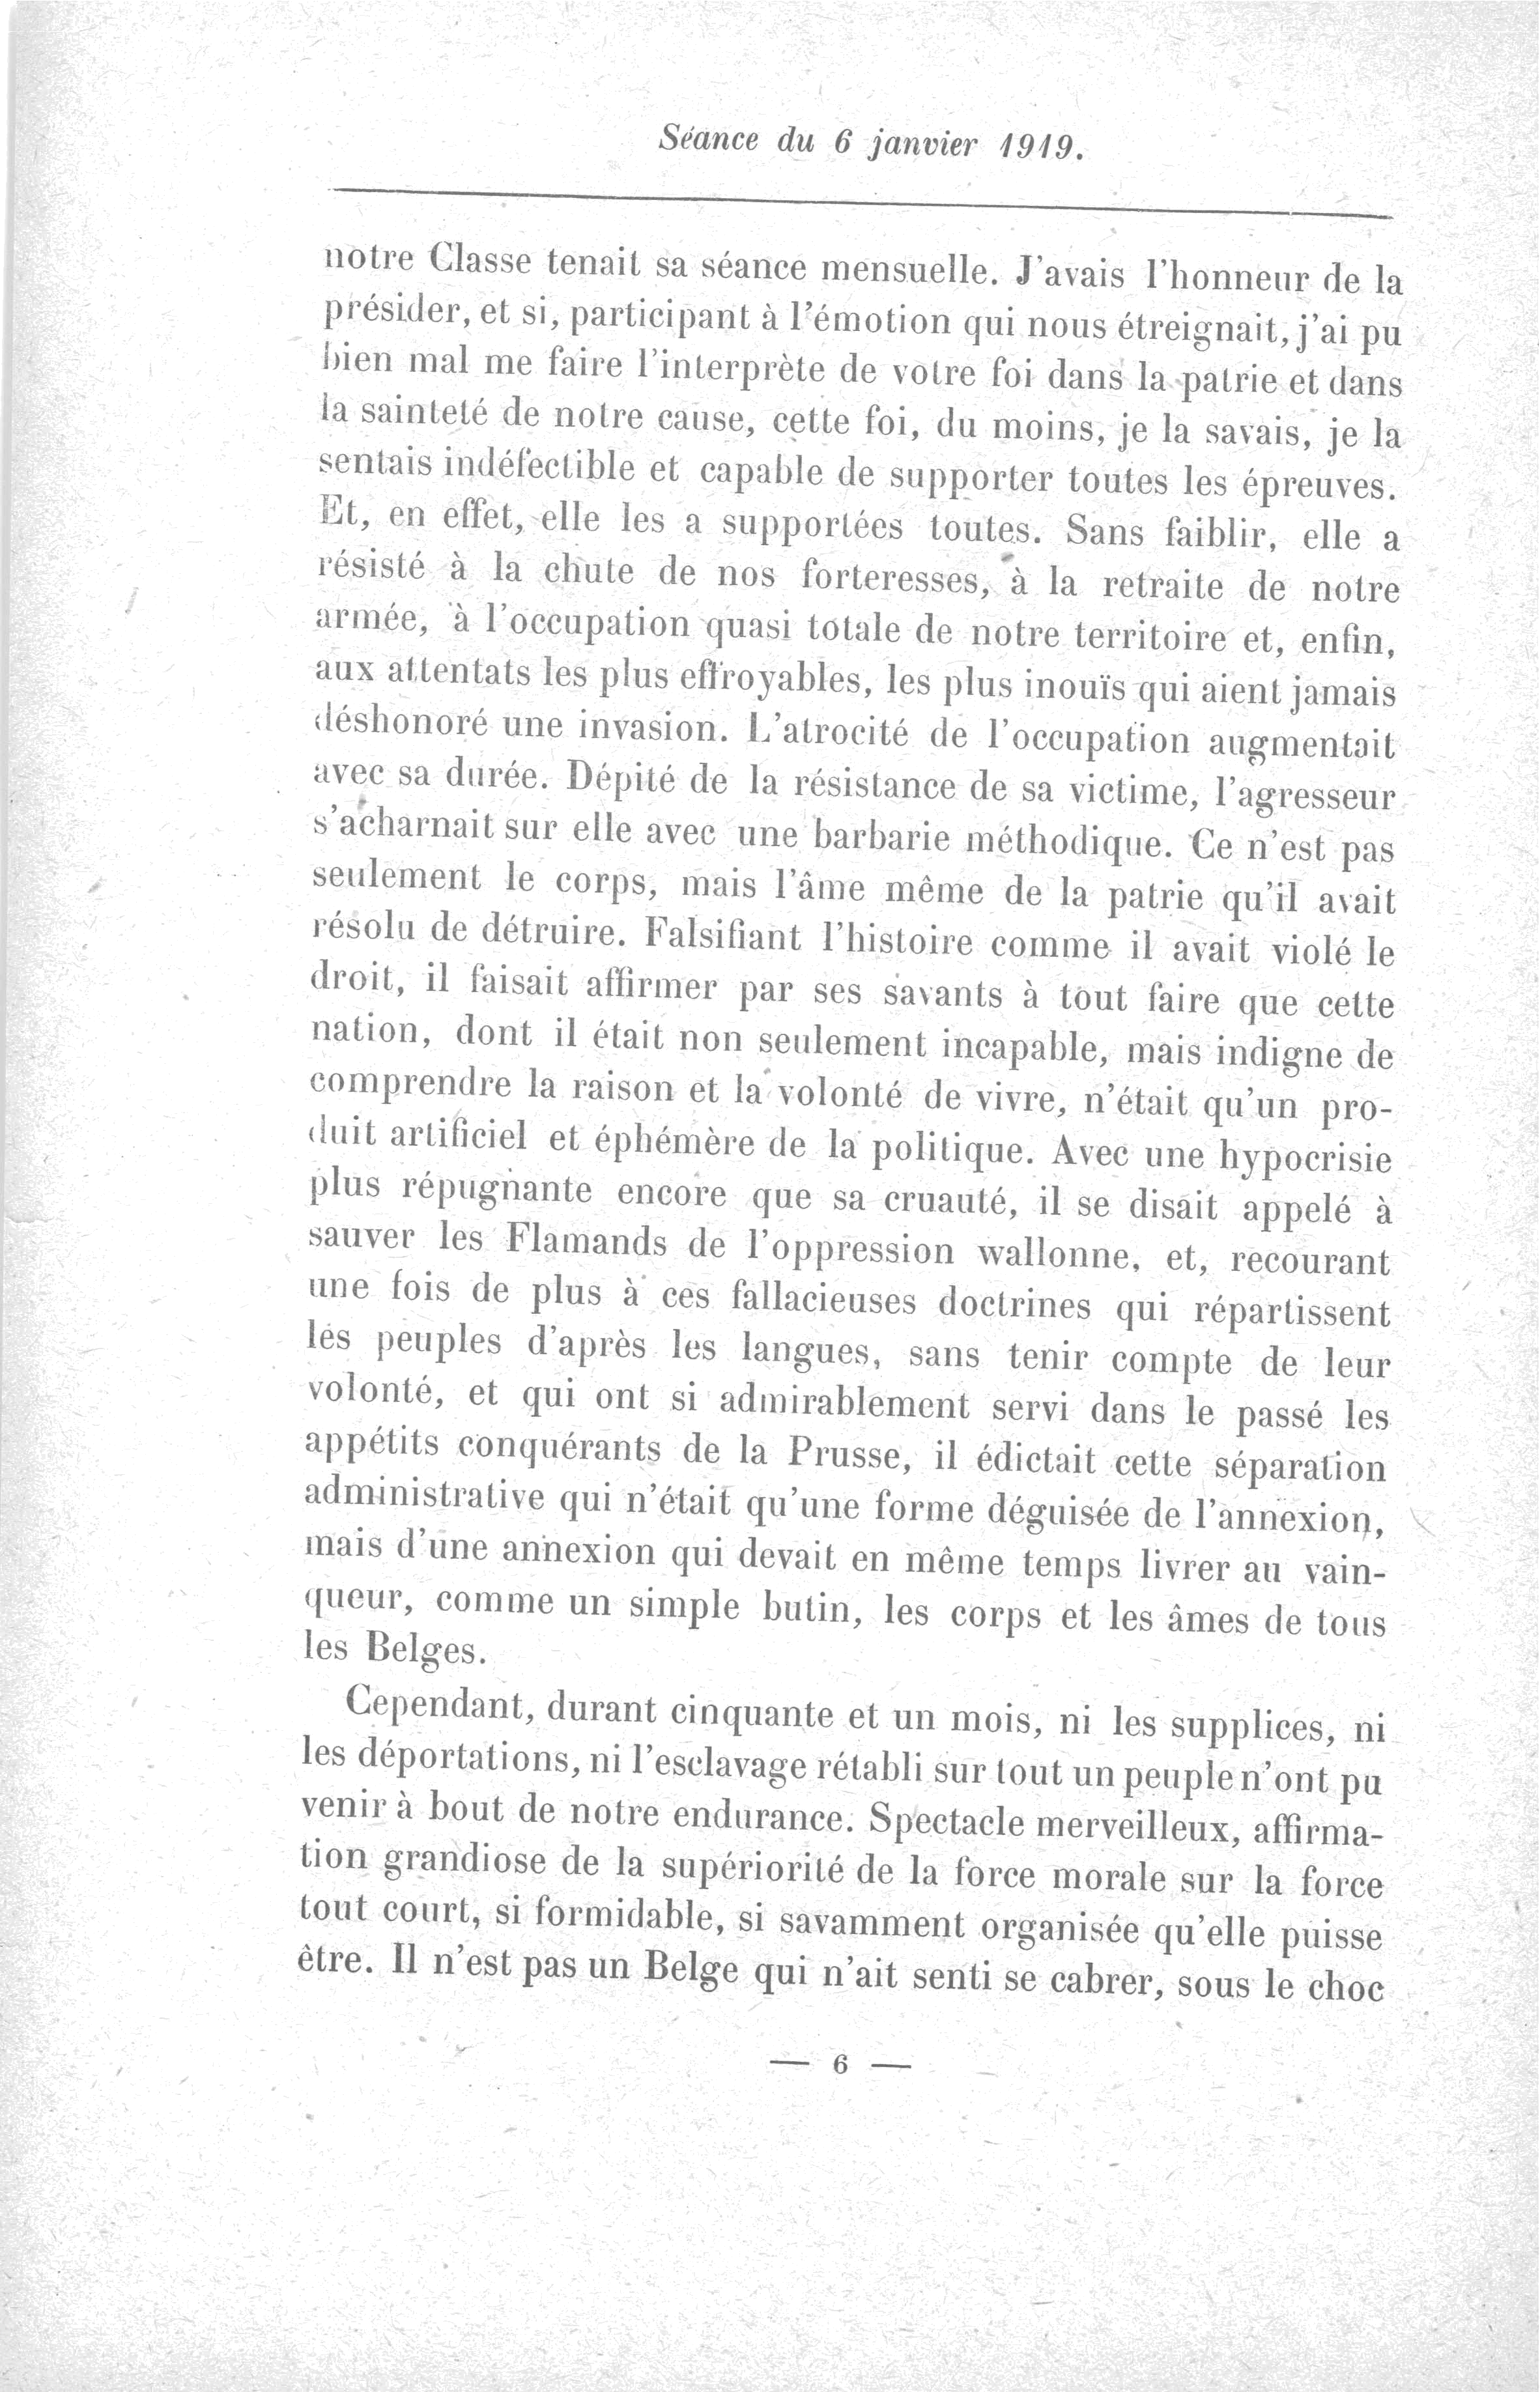 Séance du 6 janvier 1919.
notre Classe tenait sa séance mensuelle. J'avais l'honneur de la
présider, et si, participant à l'émotion qui nous étreignait, j'ai pu
bien mal me faire l'interprète de votre foi dans la patrie et dans
la sainteté de notre cause, cette foi, du moins, je la savais, je la
sentais indéfectible et capable de supporter toutes les épreuves.
Et, en effet, elle les a supportées toutes. Sans faiblir, elle a
résisté à la chute de nos forteresses, à la retraite de notre
armée, à l'occupation quasi totale de notre territoire et, enfin,
aux attentats les plus effroyables, les plus inouïs qui aient jamais
déshonoré une invasion. L'atrocité de l'occupation augmentait
avec sa durée. Dépité de la résistance de sa victime, l'agresseur
s'acharnait sur elle avec une barbarie méthodique. Ce n'est pas
seulement le corps, mais l'âme même de la patrie qu'il avait
résolu de détruire. Falsifiant l'histoire comme il avait violé le
droit, il faisait affirmer par ses savants à tout faire que cette
nation, dont il était non seulement incapable, mais indigne de
comprendre la raison et la volonté de vivre, n'était qu'un pro-
duit artificiel et éphémère de la politique. Avec une hypocrisie
plus répugnante encore que sa cruauté, il se disait appelé à
sauver les Flamands de l'oppression wallonne, et, recourant
une fois de plus à ces fallacieuses doctrines qui répartissent
les peuples d'après les langues, sans tenir compte de leur
volonté, et qui ont si admirablement servi dans le passé les
appétits conquérants de la Prusse, il édictait cette séparation
administrative qui n'était qu'une forme déguisée de l'annexion,
mais d'une annexion qui devait en même temps livrer au vain-
queur, comme un simple butin, les corps et les âmes de tous
les Belges.
Cependant, durant cinquante et un mois, ni les supplices, ni
les déportations, ni l'esclavage rétabli sur tout un peuple n'ont pu
venir à bout de notre endurance. Spectacle merveilleux, affirma-
tion grandiose de la supériorité de la force morale sur la force
tout court, si formidable, si savamment organisée qu'elle puisse
être. Il n'est pas un Belge qui n'ait senti se cabrer, sous le choc
— 6 —